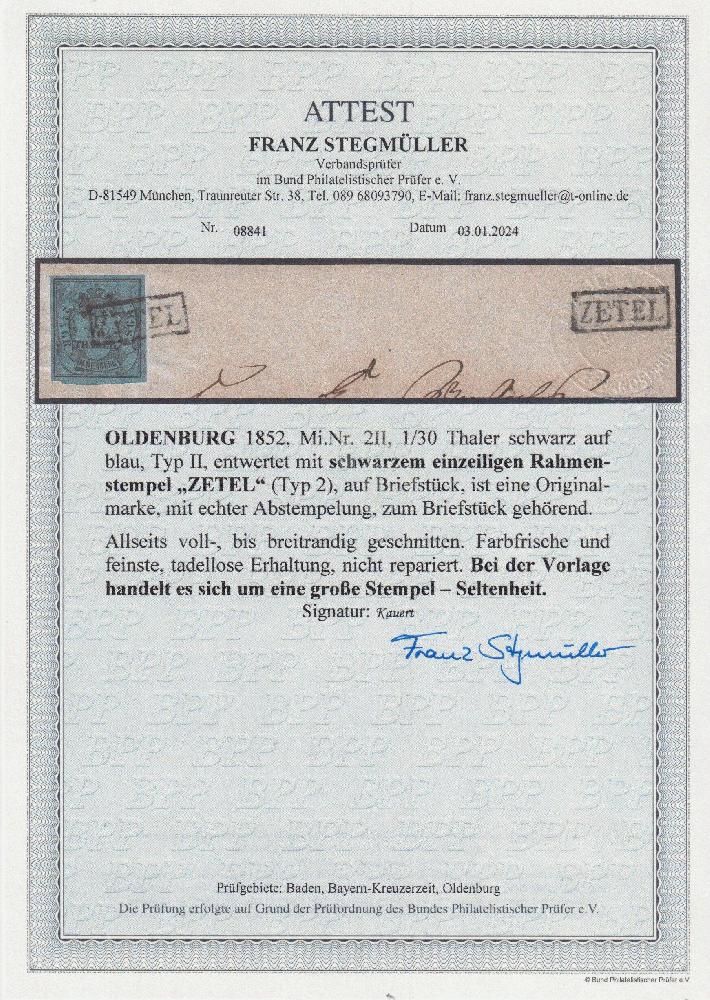 ATTEST
FRANZ STEGMÜLLER
Verbandsprüfer
im Bund Philatelistischer Prüfer e. V.
D-81549 München, Traunreuter Str. 38, Tel. 089 68093790, E-Mail: franz.stegmueller@t-online.de
Nr. 08841 Datum 03.01.2024
ZETEL
OLDENBURG 1852, Mi.Nr. 2II, 1/30 Thaler schwarz auf
blau, Typ II, entwertet mit schwarzem einzeiligen Rahmen-
stempel „ZETEL“ (Typ 2), auf Briefstück, ist eine Original-
marke, mit echter Abstempelung, zum Briefstück gehörend.
Allseits voll-, bis breitrandig geschnitten. Farbfrische und
feinste, tadellose Erhaltung, nicht repariert. Bei der Vorlage
handelt es sich um eine große Stempel – Seltenheit.
Signatur: Kauert
Franz Stegmüller
Prüfgebiete: Baden, Bayern-Kreuzerzeit, Oldenburg
Die Prüfung erfolgte auf Grund der Prüfordnung des Bundes Philatelistischer Prüfer e.V.
© Bund Philatelistischer Prüfer e.V.